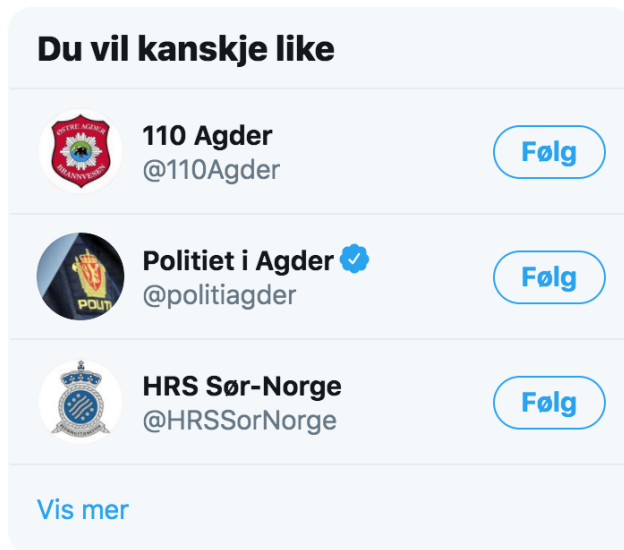 Du vil kanskje like
ØSTRE AGDER
BRANNVESEN
110 Agder
@110Agder
Følg
POLITI
Politiet i Agder
@politiagder
Følg
HRS Sør-Norge
@HRSSorNorge
Følg
Vis mer